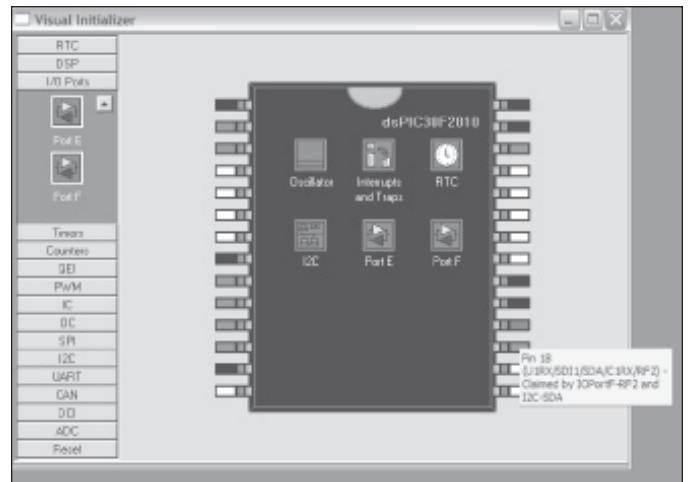 Visual Initializer
RTC
DSP
I/O Ports
Port E
Port F
Timers
Counters
QEI
PWM
IC
OC
SPI
I2C
UART
CAN
DCI
ADC
Reset
dsPIC30F2010
Oscillator
Interrupts
and Traps
RTC
I2C
Port E
Port F
Pin 18
(U1RX/SDI1/SDA/C1RX/RF2) -
Claimed by IOPortF-RF2 and
I2C-SDA